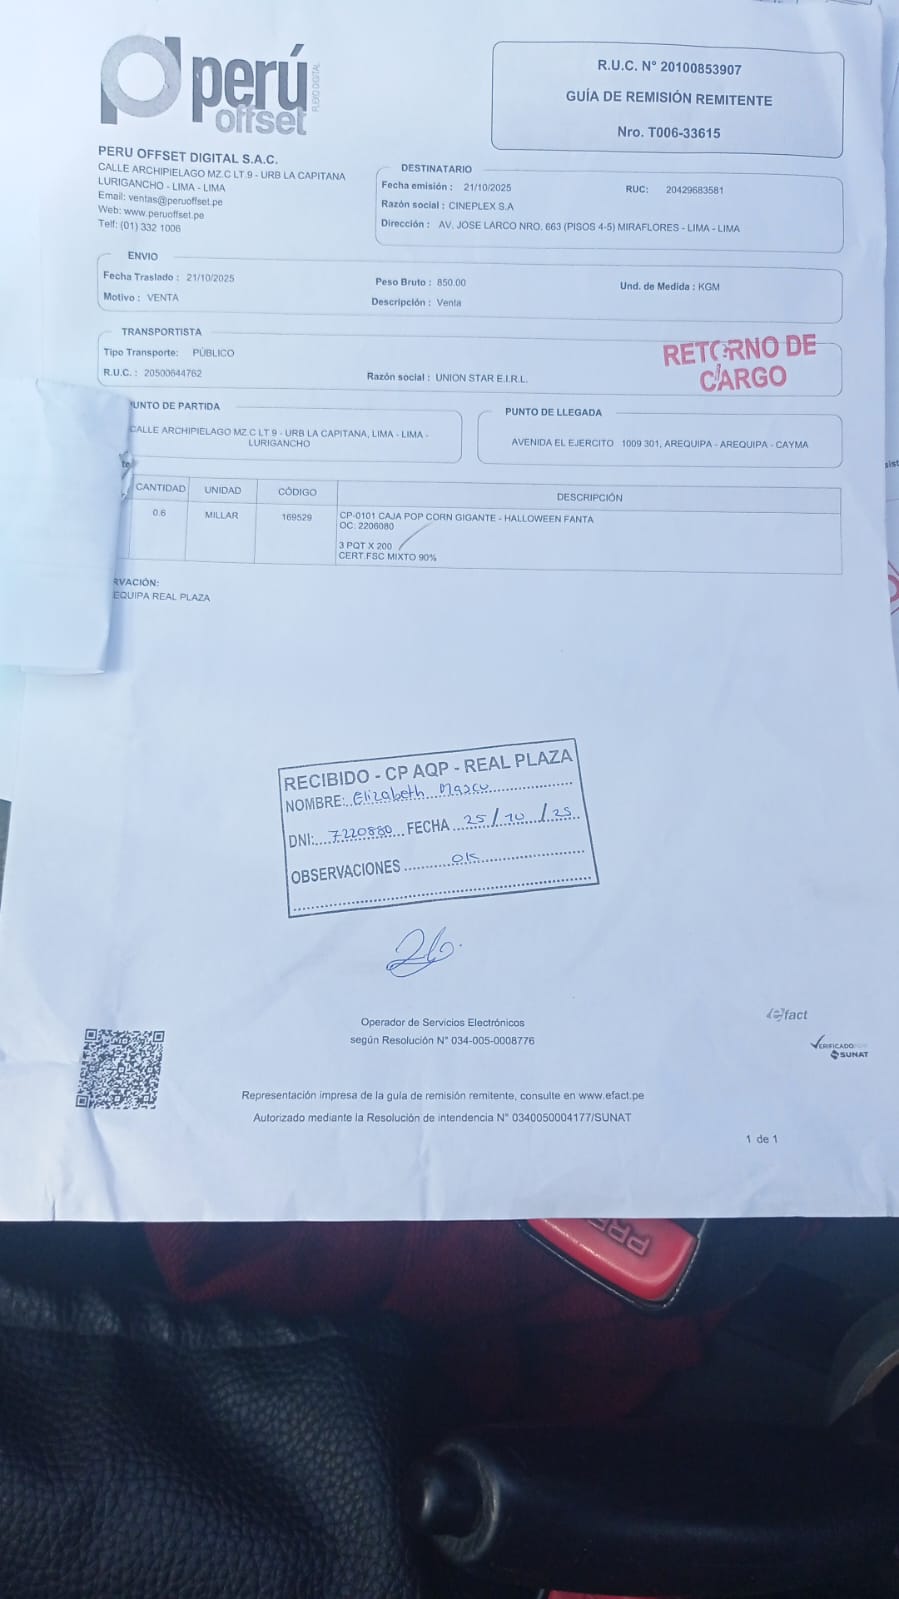 perú
offset
FLEXO DIGITAL
R.U.C. N° 20100853907
GUÍA DE REMISIÓN REMITENTE
Nro. T006-33615
PERU OFFSET DIGITAL S.A.C.
CALLE ARCHIPIELAGO MZ.C LT.9 - URB LA CAPITANA
LURIGANCHO - LIMA - LIMA
Email: ventas@peruoffset.pe
Web: www.peruoffset.pe
Telf: (01) 332 1006
DESTINATARIO
Fecha emisión : 21/10/2025 RUC: 20429683581
Razón social : CINEPLEX S.A
Dirección : AV. JOSE LARCO NRO. 663 (PISOS 4-5) MIRAFLORES - LIMA - LIMA
ENVIO
Fecha Traslado : 21/10/2025 Peso Bruto : 850.00 Und. de Medida : KGM
Motivo : VENTA Descripción : Venta
TRANSPORTISTA
Tipo Transporte: PÚBLICO
R.U.C. : 20500644762 Razón social : UNION STAR E.I.R.L.
RETORNO DE
CARGO
UNTO DE PARTIDA
CALLE ARCHIPIELAGO MZ.C LT 9 - URB LA CAPITANA, LIMA - LIMA -
LURIGANCHO
PUNTO DE LLEGADA
AVENIDA EL EJERCITO 1009 301, AREQUIPA - AREQUIPA - CAYMA
CANTIDAD UNIDAD CÓDIGO DESCRIPCIÓN
0.6 MILLAR 169529 CP-0101 CAJA POP CORN GIGANTE - HALLOWEEN FANTA
OC. 2206080
3 PQT X 200
CERT.FSC MIXTO 90%
RVACIÓN:
EQUIPA REAL PLAZA
RECIBIDO - CP AQP - REAL PLAZA
NOMBRE: Elizabeth
DNI: 7220880 FECHA 25/10/25
OBSERVACIONES ok
Operador de Servicios Electrónicos
según Resolución N° 034-005-0008776
efact
VERIFICADO
SUNAT
Representación impresa de la guía de remisión remitente, consulte en www.efact.pe
Autorizado mediante la Resolución de intendencia N° 0340050004177/SUNAT
1 de 1
PRE